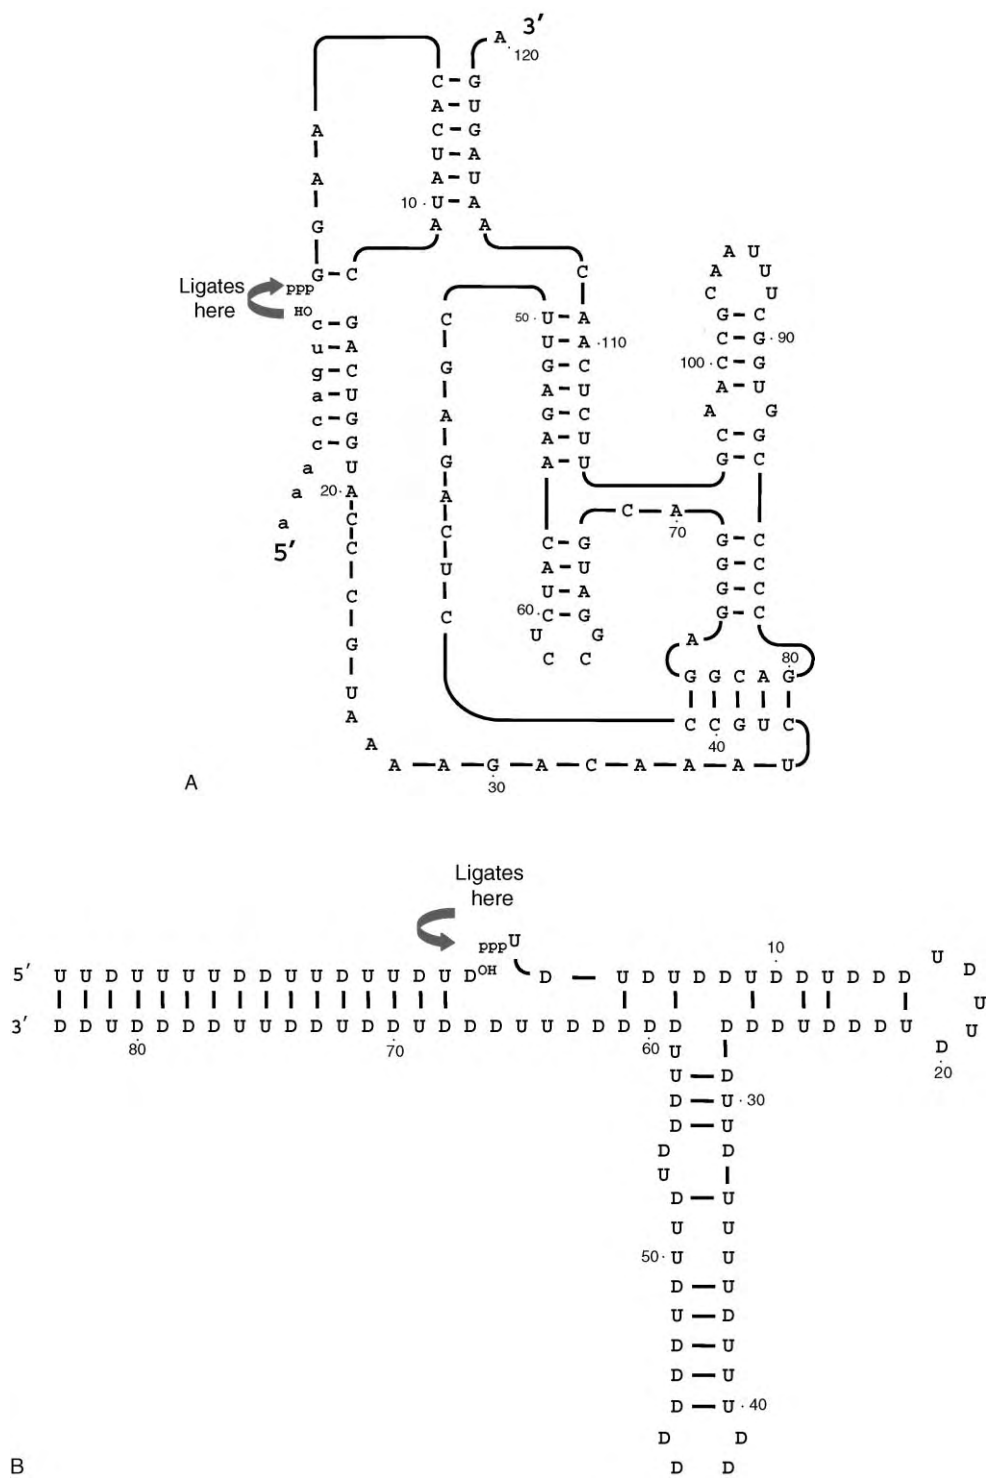 3′
A
120
C G
A U
A C G
U A
A A U
10 U A
G A A
A U
A U
G C C
Ligates here
ppp
HO
C U
c G C 50 U A G C
u A U A 110 C G 90
g C G G C 100 C G
a U A A U A U
c G A G C A G
c G A U C C
a U G A U G C
a 20 A A
a C C C A
5′ C 70
C A G G C
U U A U G C
C C A U G C
60 C A G C
C U G
G C C A 80
U G G C A G
A C C G U C
A 40
A A G A C A A A U
30
A
Ligates here
ppp U
5′ U U D U U U U D D U U D U U D U D OH D U D U D D U D D U D D D
10
U D U U D
20
3′ D D U D D D D U U D D U D D U D D D U U D D D D D D D D U D D D U
80 70 60
U
U D
D U 30
D U
D D
U
D U
U U
50 U U
D U
U D
D U
D U
D U 40
D D
D D
B